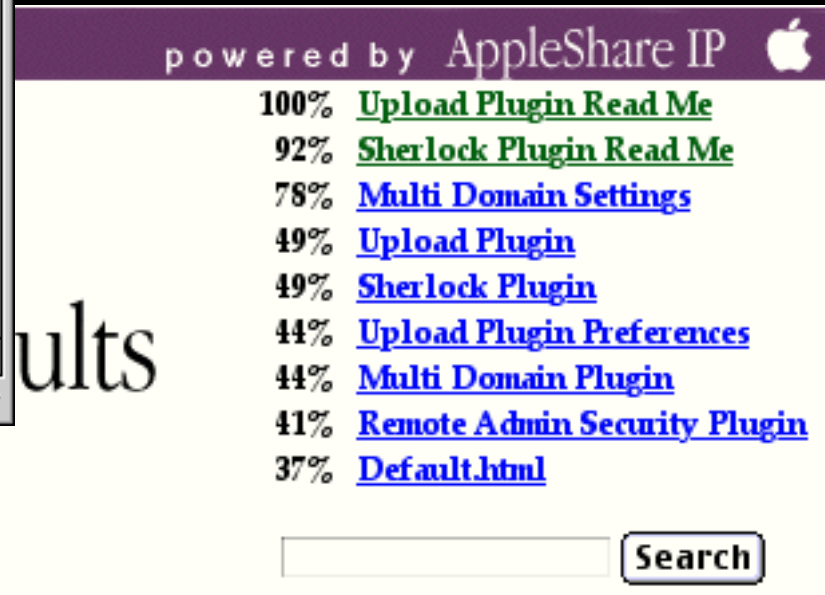 powered by AppleShare IP
100% Upload Plugin Read Me
92% Sherlock Plugin Read Me
78% Multi Domain Settings
49% Upload Plugin
49% Sherlock Plugin
44% Upload Plugin Preferences
ults
44% Multi Domain Plugin
41% Remote Admin Security Plugin
37% Default.html
Search